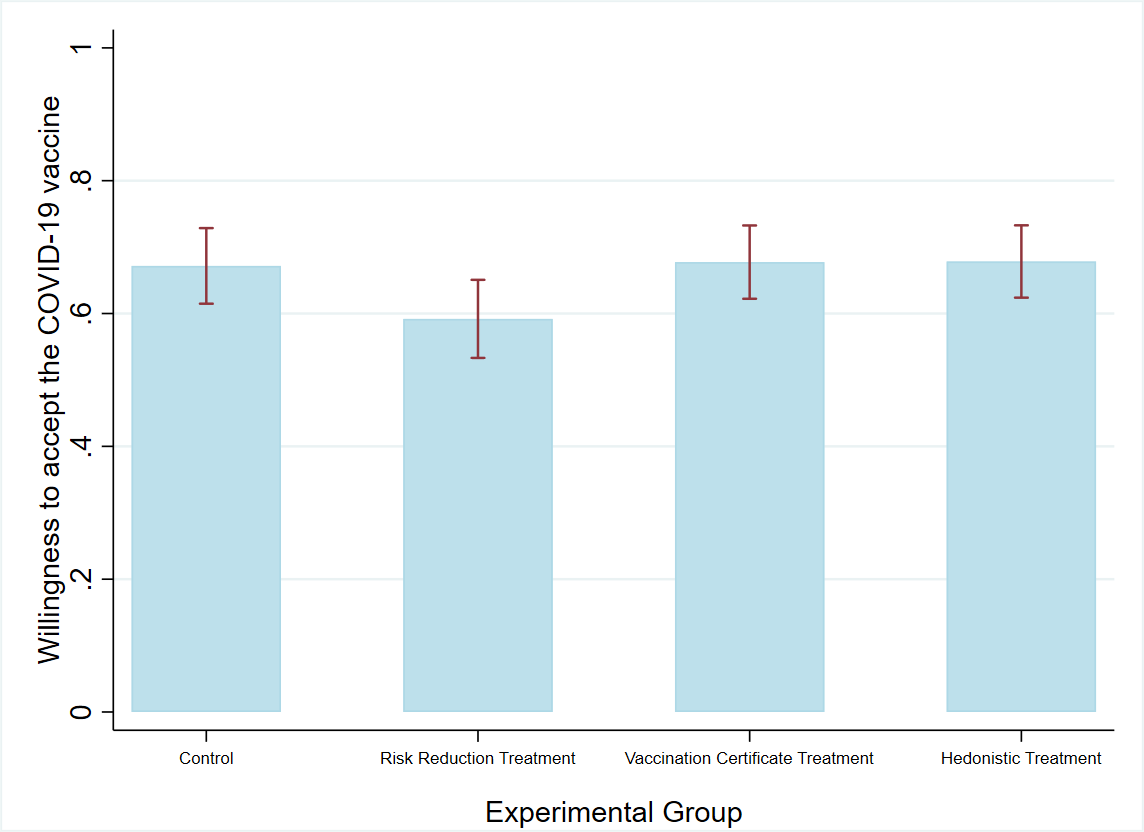 Willingness to accept the COVID-19 vaccine
1
.8
.6
.4
.2
0
Control
Risk Reduction Treatment
Vaccination Certificate Treatment
Hedonistic Treatment
Experimental Group